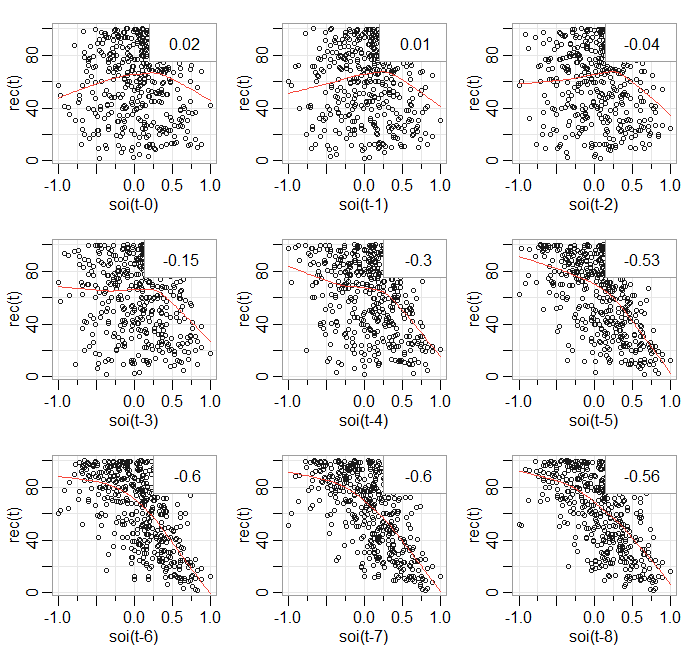 0.02 0.01 -0.04
rec(t) 0 40 80 rec(t) 0 40 80 rec(t) 0 40 80
-1.0 0.0 0.5 1.0 -1.0 0.0 0.5 1.0 -1.0 0.0 0.5 1.0
soi(t-0) soi(t-1) soi(t-2)
-0.15 -0.3 -0.53
rec(t) 0 40 80 rec(t) 0 40 80 rec(t) 0 40 80
-1.0 0.0 0.5 1.0 -1.0 0.0 0.5 1.0 -1.0 0.0 0.5 1.0
soi(t-3) soi(t-4) soi(t-5)
-0.6 -0.6 -0.56
rec(t) 0 40 80 rec(t) 0 40 80 rec(t) 0 40 80
-1.0 0.0 0.5 1.0 -1.0 0.0 0.5 1.0 -1.0 0.0 0.5 1.0
soi(t-6) soi(t-7) soi(t-8)